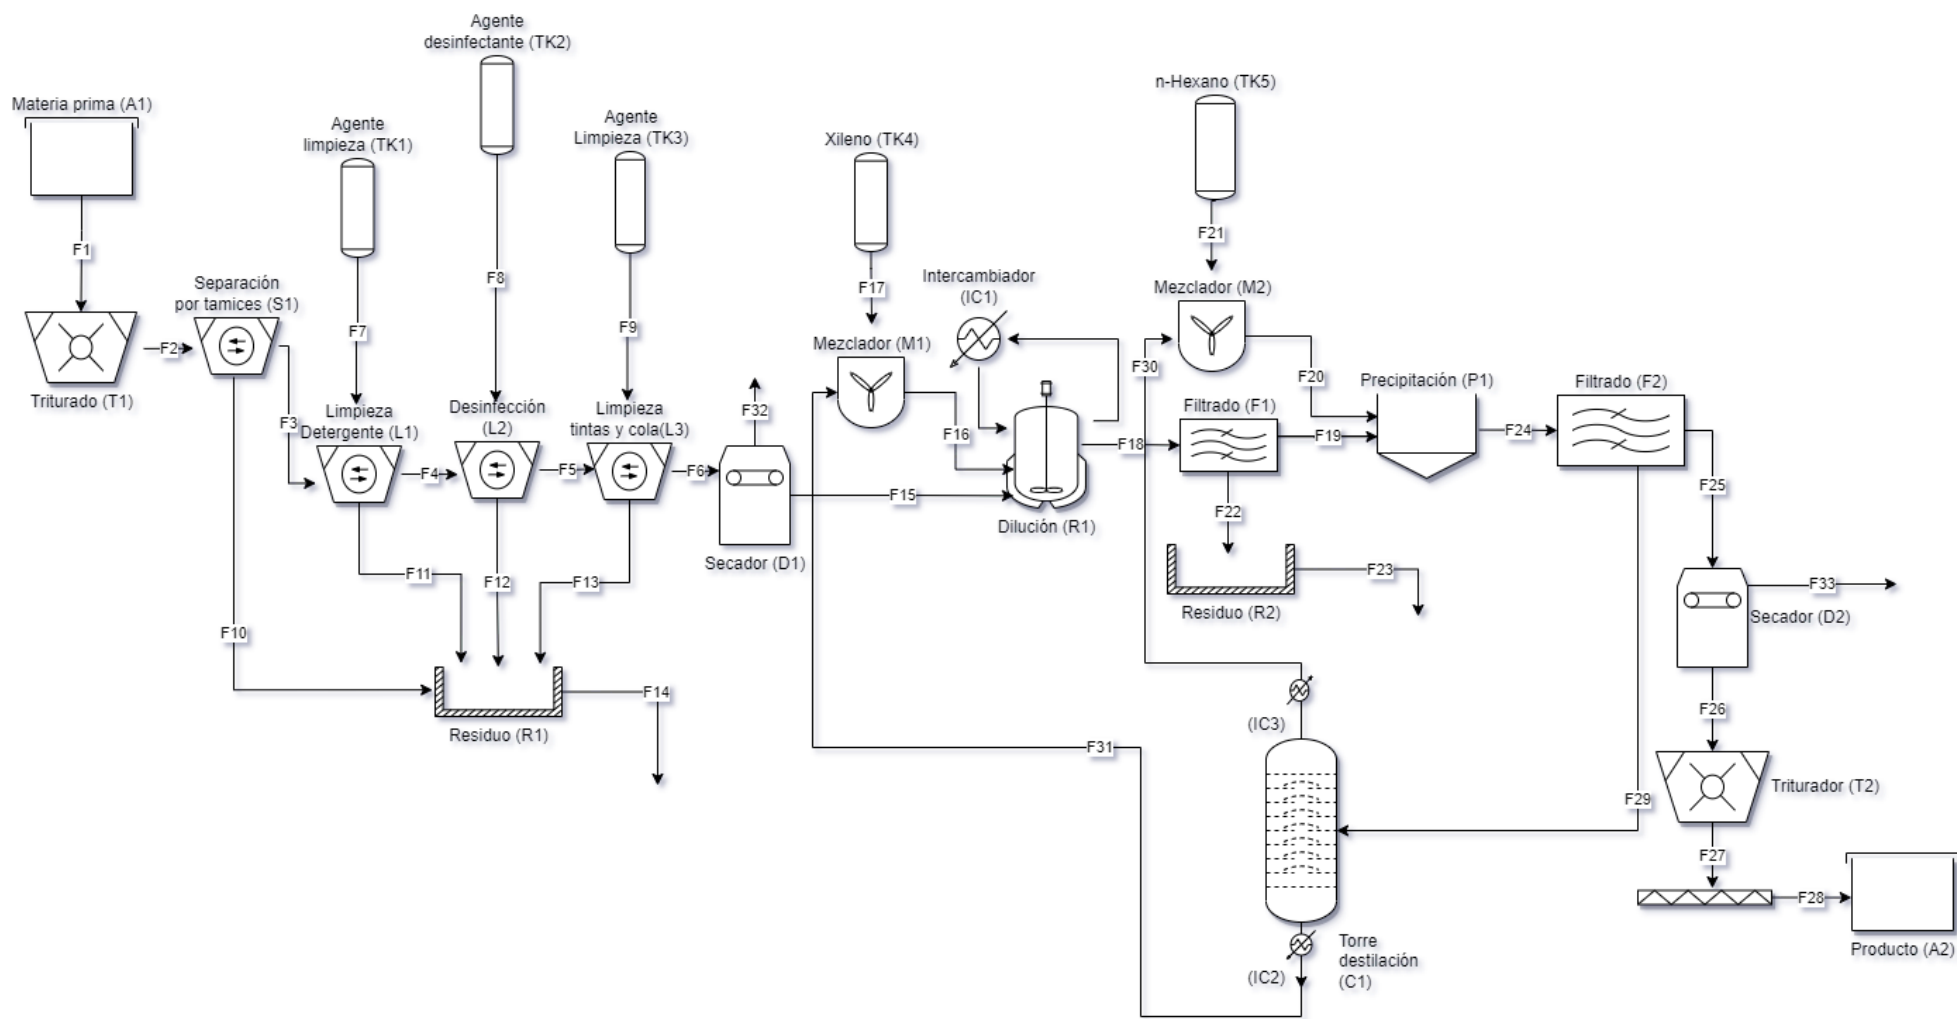 Agente
desinfectante (TK2)
Materia prima (A1)
Agente
limpieza (TK1)
Agente
Limpieza (TK3)
Xileno (TK4)
n-Hexano (TK5)
F1
F7
F8
F9
F17
F21
Separación
por tamices (S1)
Intercambiador
(IC1)
Mezclador (M2)
Mezclador (M1)
F2
Triturado (T1)
F30
F20
Precipitación (P1)
Filtrado (F2)
F3
Limpieza
Detergente (L1)
Desinfección
(L2)
Limpieza
tintas y cola(L3)
F32
F16
Filtrado (F1)
F18
F19
F24
F4
F5
F6
F15
F25
Dilución (R1)
F22
Secador (D1)
F11
F12
F13
F23
F33
Residuo (R2)
Secador (D2)
F10
F14
Residuo (R1)
F26
(IC3)
F31
Triturador (T2)
F29
F27
F28
Producto (A2)
Torre
destilación
(C1)
(IC2)